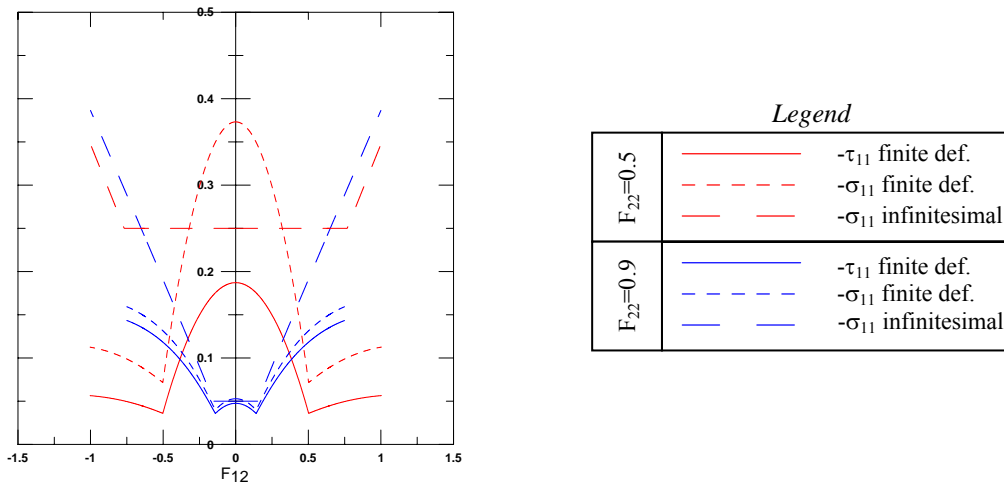 0.5
0.4
0.3
0.2
0.1
0
-1.5 -1 -0.5 0 0.5 1 1.5
F12
Legend
F22=0.5
-τ11 finite def.
-σ11 finite def.
-σ11 infinitesimal
F22=0.9
-τ11 finite def.
-σ11 finite def.
-σ11 infinitesimal